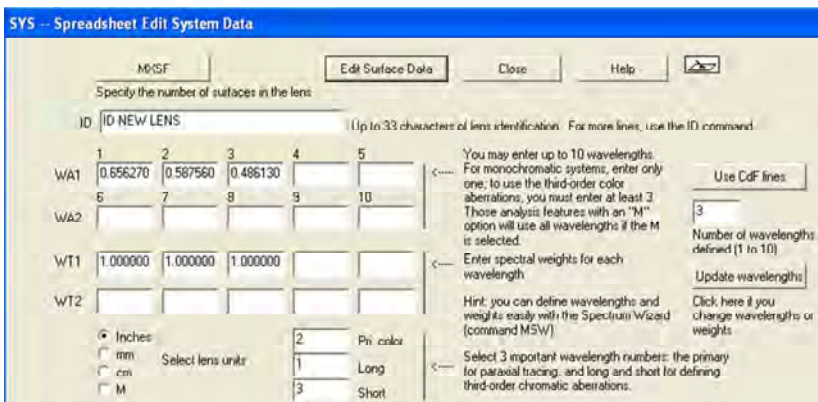 SYS -- Spreadsheet Edit System Data
MXSF Edit Surface Data Close Help
Specify the number of surfaces in the lens
ID ID NEW LENS Up to 33 characters of lens identification. For more lines, use the ID command.
1 2 3 4 5
WA1 0.656270 0.587560 0.486130
6 7 8 9 10
WA2
<---- You may enter up to 10 wavelengths.
For monochromatic systems, enter only
one; to use the third-order color
aberrations, you must enter at least 3.
Those analysis features with an "M"
option will use all wavelengths if the M
is selected.
Use CdF lines
3
Number of wavelengths
defined (1 to 10)
WT1 1.000000 1.000000 1.000000
WT2
<---- Enter spectral weights for each
wavelength
Hint: you can define wavelengths and
weights easily with the Spectrum Wizard
(command MSW)
Update wavelengths
Click here if you
change wavelengths or
weights
Inches
mm
cm
M
Select lens units
2 Pri. color
1 Long
3 Short
<---- Select 3 important wavelength numbers: the primary
for paraxial tracing, and long and short for defining
third-order chromatic aberrations.